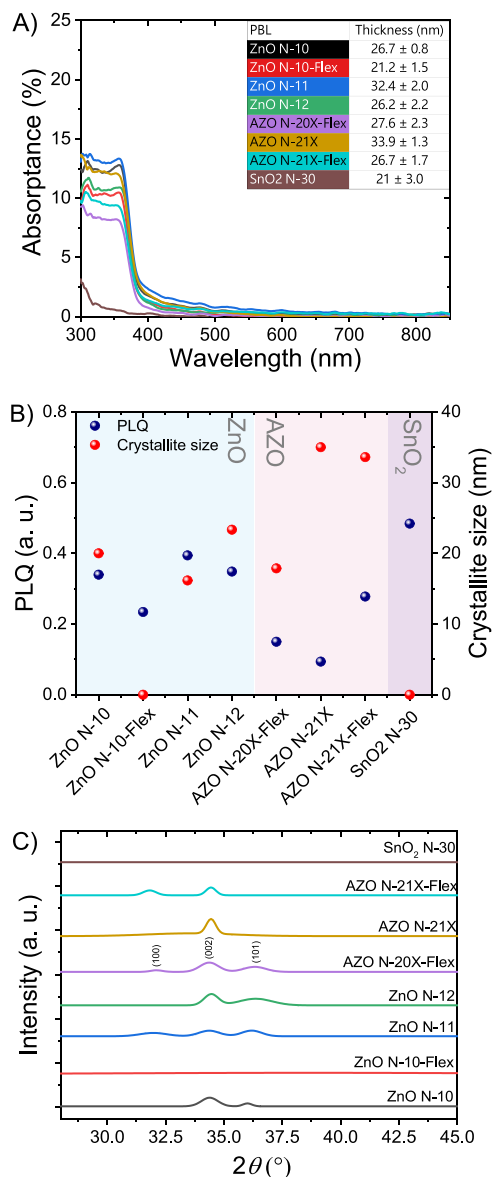 A)
PBL Thickness (nm)
ZnO N-10 26.7 ± 0.8
ZnO N-10-Flex 21.2 ± 1.5
ZnO N-11 32.4 ± 2.0
ZnO N-12 26.2 ± 2.2
AZO N-20X-Flex 27.6 ± 2.3
AZO N-21X 33.9 ± 1.3
AZO N-21X-Flex 26.7 ± 1.7
SnO2 N-30 21 ± 3.0
Absorptance (%)
25
20
15
10
5
0
300 400 500 600 700 800
Wavelength (nm)
B)
PLQ
Crystallite size
ZnO
AZO
SnO₂
PLQ (a. u.)
0.8
0.6
0.4
0.2
0.0
Crystallite size (nm)
40
35
30
25
20
15
10
5
0
ZnO N-10
ZnO N-10-Flex
ZnO N-11
ZnO N-12
AZO N-20X-Flex
AZO N-21X
AZO N-21X-Flex
SnO2 N-30
C)
Intensity (a. u.)
SnO₂ N-30
AZO N-21X-Flex
AZO N-21X
(100) (002) (101)
AZO N-20X-Flex
ZnO N-12
ZnO N-11
ZnO N-10-Flex
ZnO N-10
30.0 32.5 35.0 37.5 40.0 42.5 45.0
2θ (°)